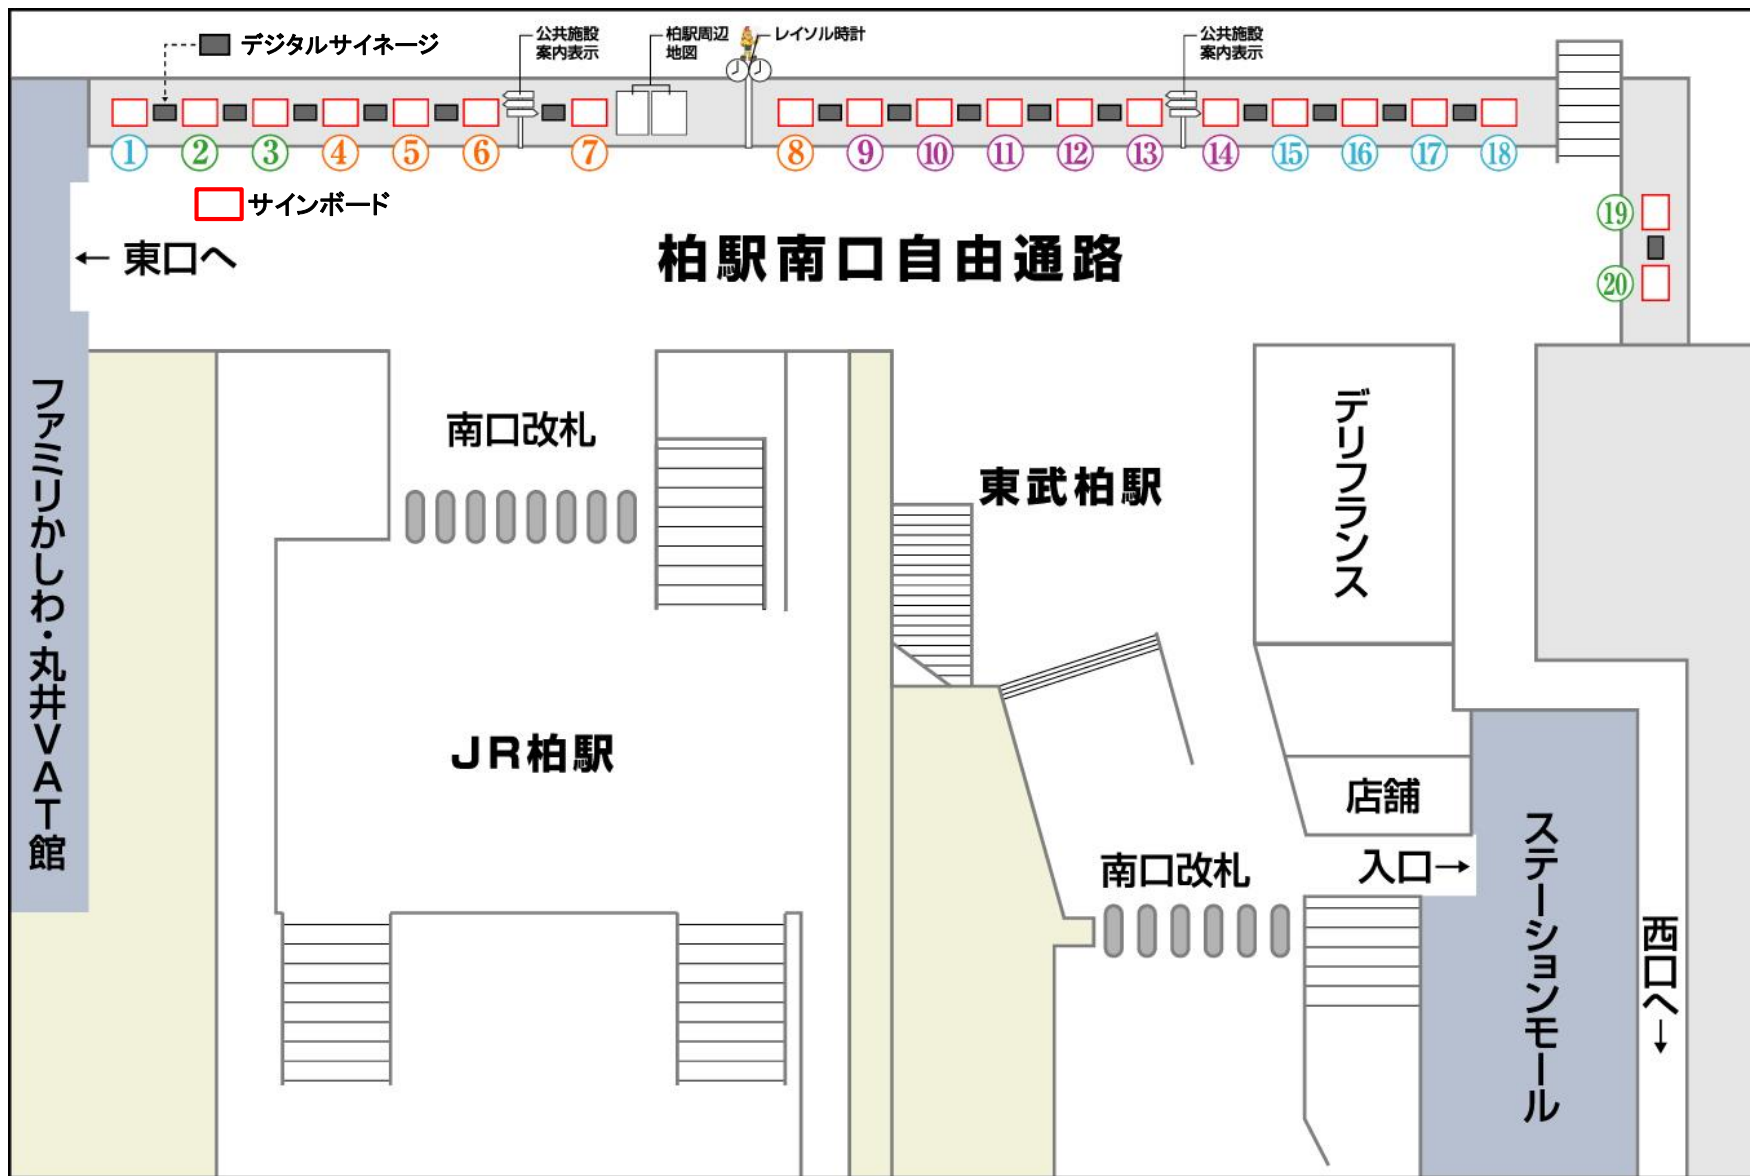 デジタルサイネージ
公共施設
案内表示
柏駅周辺
地図
レイソル時計
公共施設
案内表示
① ② ③ ④ ⑤ ⑥ ⑦ ⑧ ⑨ ⑩ ⑪ ⑫ ⑬ ⑭ ⑮ ⑯ ⑰ ⑱
サインボード
⑲
⑳
← 東口へ
柏駅南口自由通路
ファミリかしわ・丸井VAT館
南口改札
東武柏駅
デリフランス
JR柏駅
店舗
南口改札
入口→
ステーションモール
西口へ→